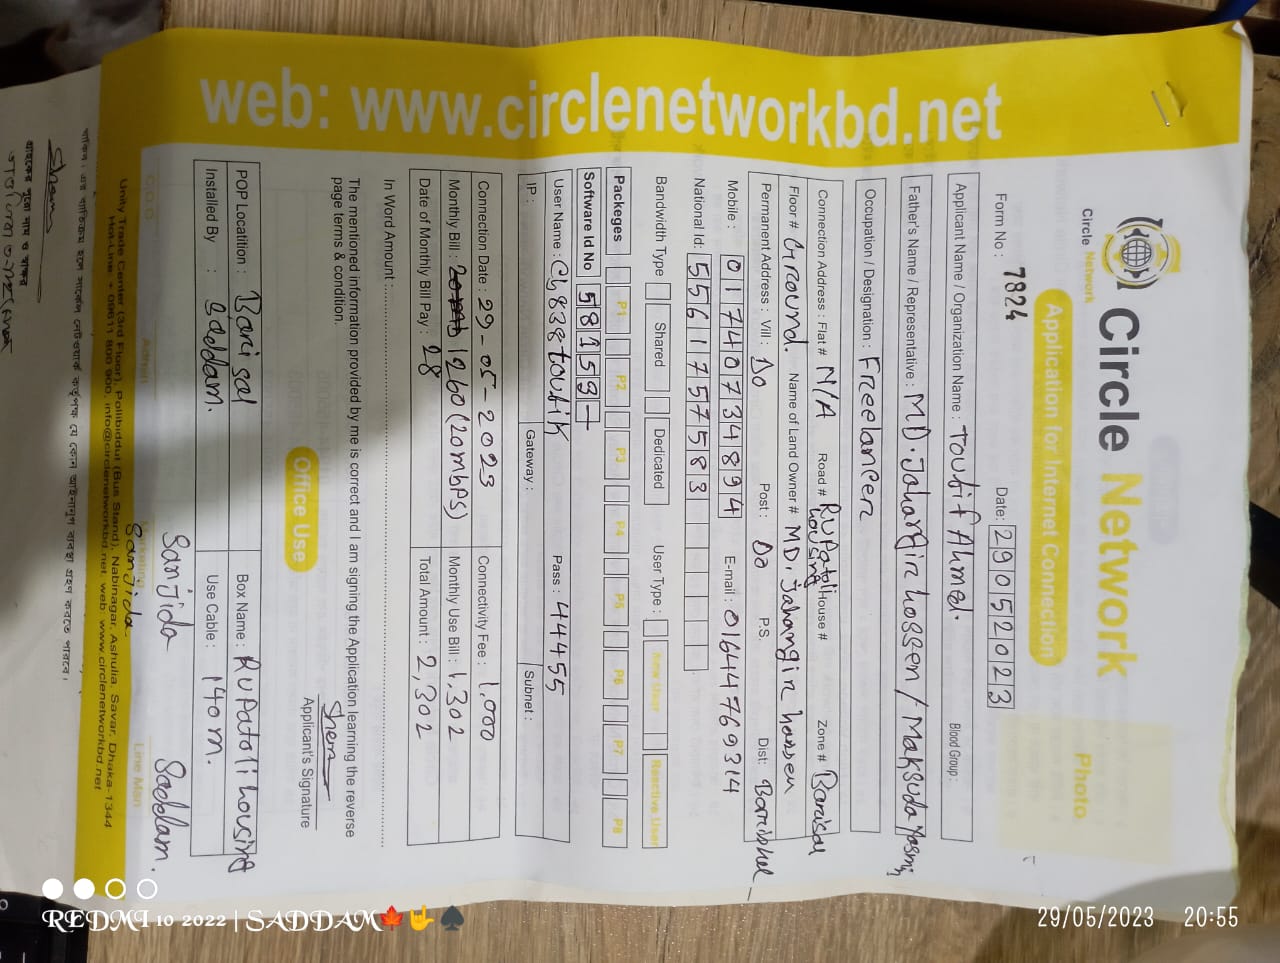 web: www.circlenetworkbd.net
Circle Network
Circle Network
Application for Internet Connection
Photo
Form No : 7824
Date: 29052023
Applicant Name / Organization Name : Toufif Ahmed.
Blood Group :
Father's Name / Representative : MD. Jahangir hossen / Maksuda Yasmin
Occupation / Designation : Freelancer
Connection Address : Flat # N/A Road # Rupatoli housing House # Zone # Barisal
Floor # Ground. Name of Land Owner # MD. Jahangir hossen
Permanent Address : Vill : Do Post : Do P.S. Dist: Barishal
Mobile : 01740734894 E-mail : 01644769314
National Id: 5561757583
Bandwidth Type Shared Dedicated User Type : New User Reactive User
Packeges P1 P2 P3 P4 P5 P6 P7 P8
Software Id No 58159
User Name : Pass : 44455
IP : Gateway : Subnet :
Connection Date : 29-05-2023 Connectivity Fee : 1,000
Monthly Bill : 1260 (20mbps) Monthly Use Bill : 1,302
Date of Monthly Bill Pay : 28 Total Amount : 2,302
In Word Amount :
The mentioned information provided by me is correct and I am signing the Application learning the reverse
page terms & condition.
Applicant's Signature
Office Use
POP Locatition : Barisal Box Name : Rupatoli housing
Installed By : Saddam. Use Cable : 140m.
Sanjida Saddam.
Sanjida
C.O.O Admin Marketing Line Man
Unity Trade Center (3rd Floor), Pollibiddut (Bus Stand), Nabinagar, Ashulia, Savar, Dhaka-1344
Hot-Line: + 09611 800 900, info@circlenetworkbd.net, web: www.circlenetworkbd.net
REDMI 10 2022 | SADDAM🍁🤟♠
29/05/2023 20:55